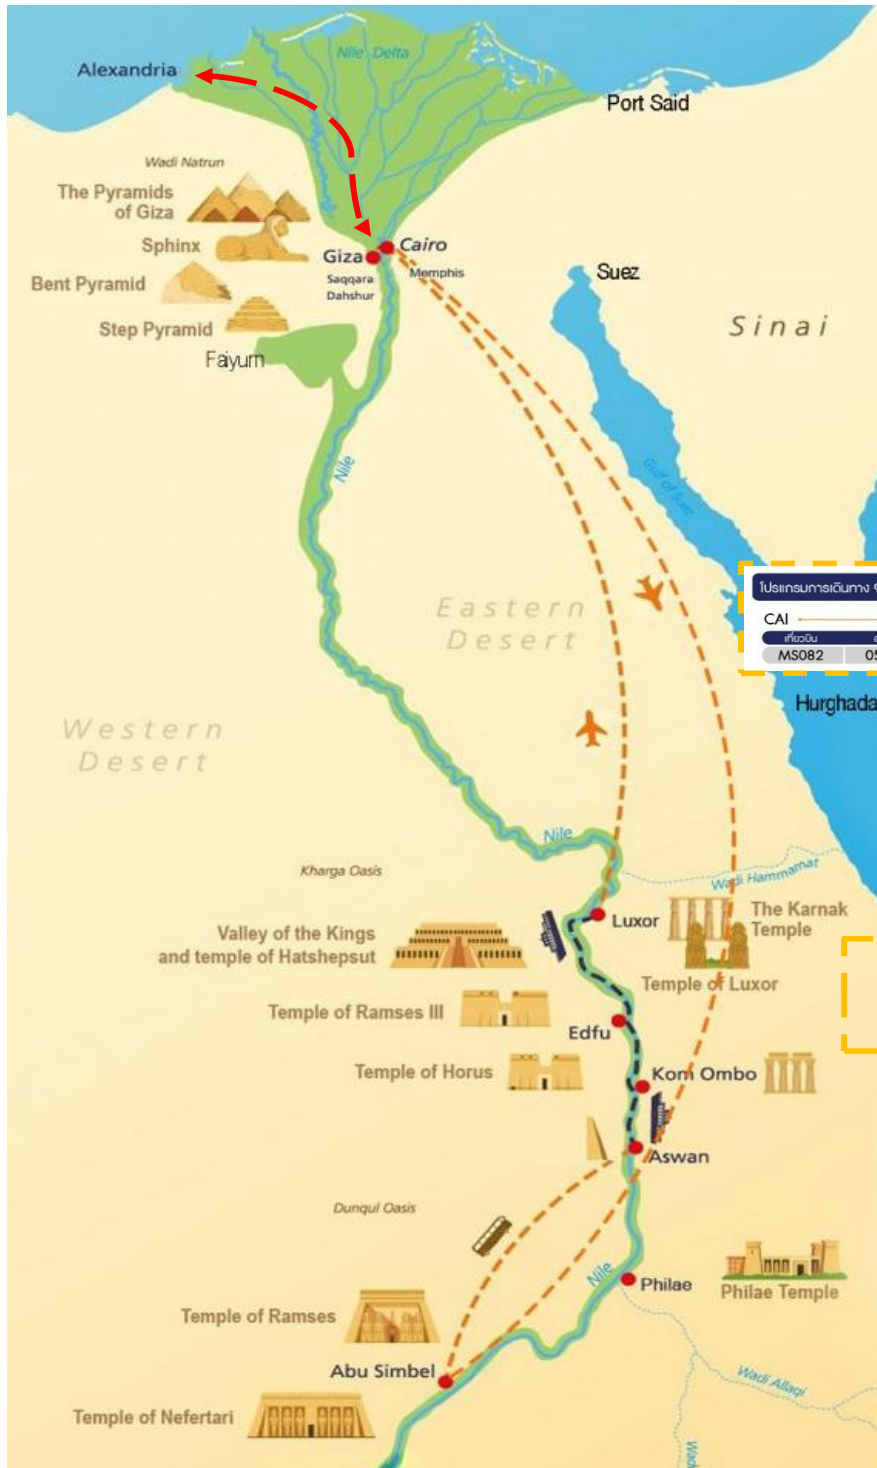 Nile Delta
Alexandria
Port Said
Wadi Natrun
The Pyramids
of Giza
Sphinx
Cairo
Giza
Memphis
Suez
Bent Pyramid
Saqqara
Dahshur
Step Pyramid
Sinai
Faiyum
Nile
Gulf of Suez
โปรแกรมการเดินทาง
CAI
เที่ยวบิน
MS082
05
Eastern
Desert
Hurghada
Western
Desert
Nile
Kharga Oasis
Wadi Hammamat
Luxor
The Karnak
Temple
Valley of the Kings
and temple of Hatshepsut
Temple of Luxor
Temple of Ramses III
Edfu
Temple of Horus
Kom Ombo
Aswan
Dunqul Oasis
Nile
Philae
Philae Temple
Temple of Ramses
Abu Simbel
Wadi Allaqi
Temple of Nefertari
Wadi